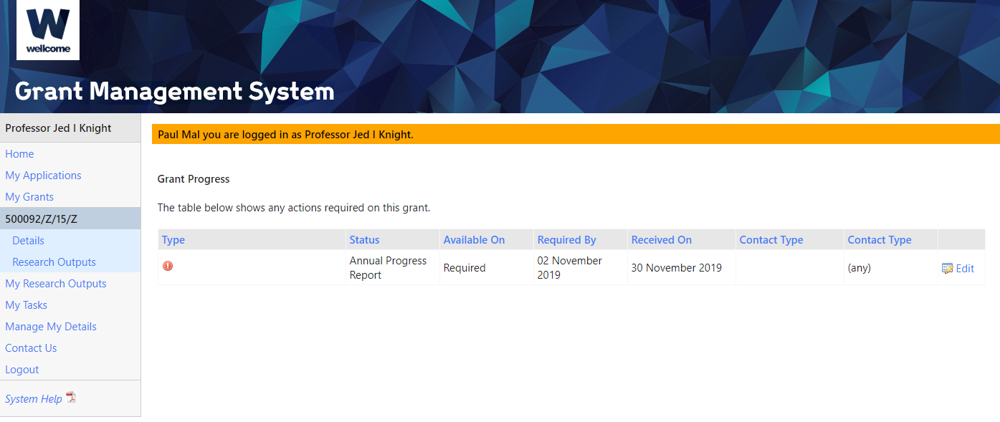 W
wellcome
Grant Management System
Professor Jed I Knight
Home
My Applications
My Grants
500092/Z/15/Z
Details
Research Outputs
My Research Outputs
My Tasks
Manage My Details
Contact Us
Logout
System Help
Paul Mal you are logged in as Professor Jed I Knight.
Grant Progress
The table below shows any actions required on this grant.
Type Status Available On Required By Received On Contact Type Contact Type
Annual Progress Report Required 02 November 2019 30 November 2019 (any) Edit